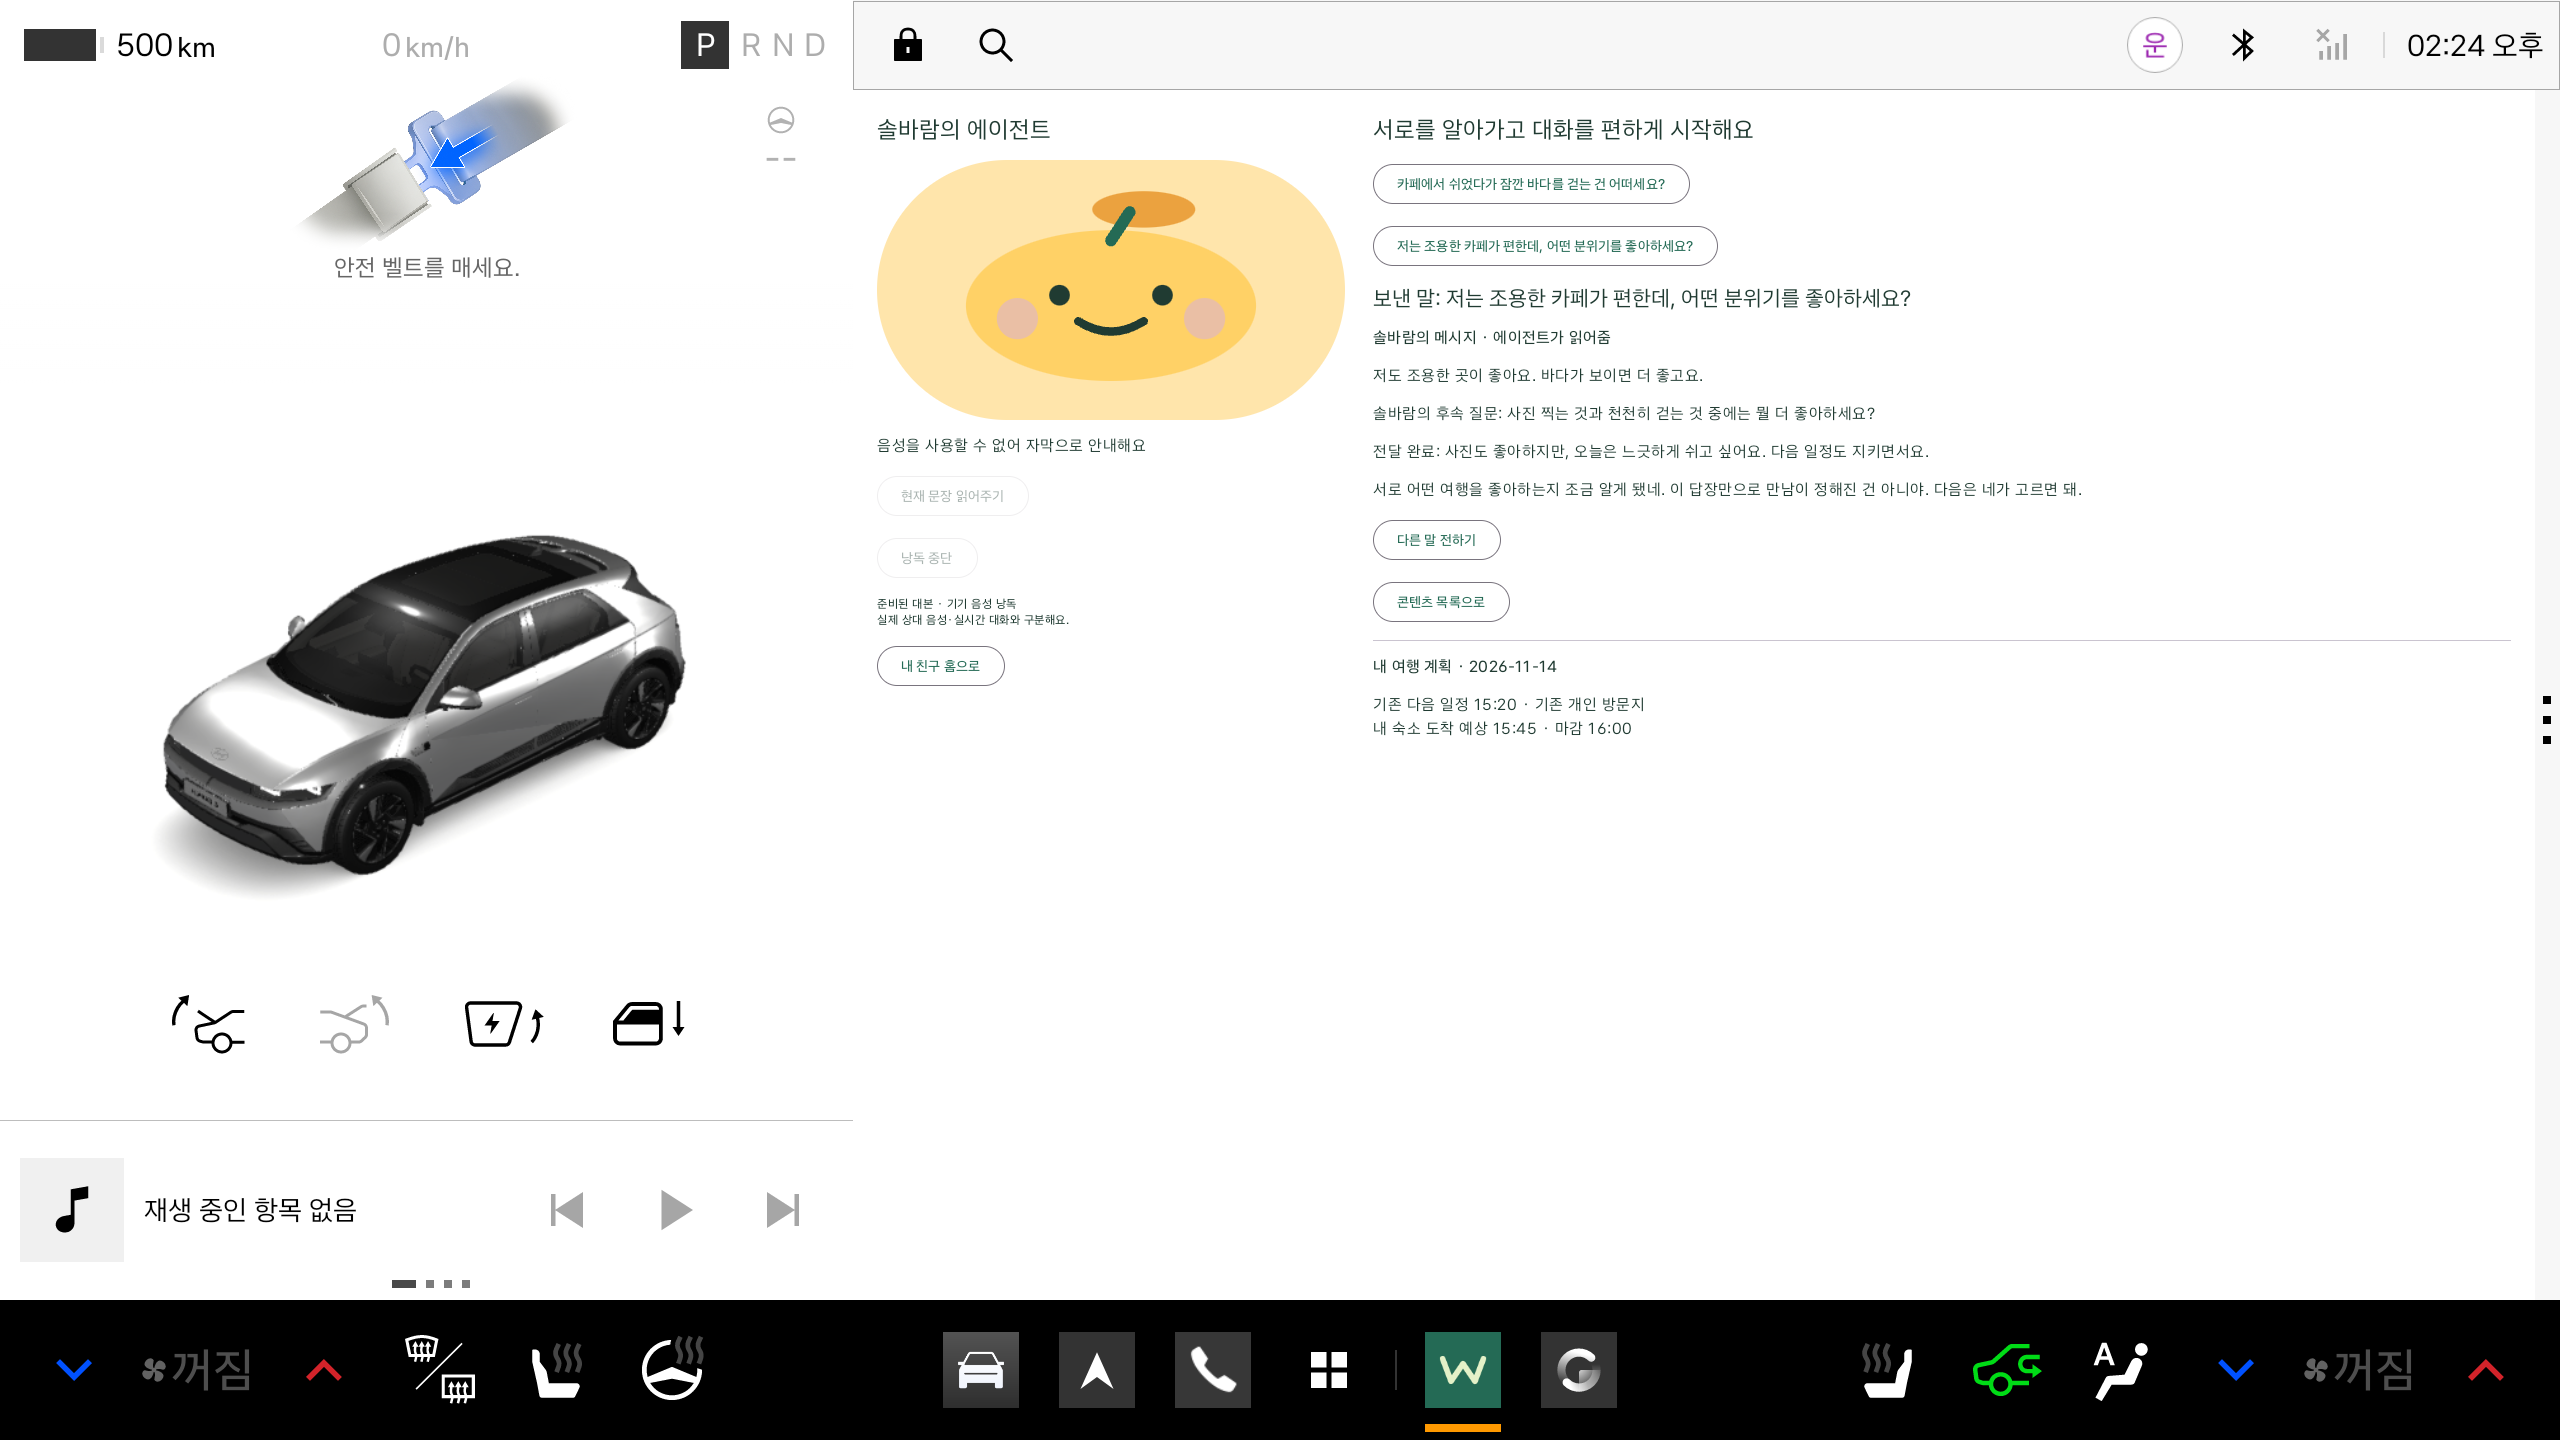 500 km
0 km/h
P R N D
안전 벨트를 매세요.
재생 중인 항목 없음
운
02:24 오후
솔바람의 에이전트
음성을 사용할 수 없어 자막으로 안내해요
현재 문장 읽어주기
낭독 중단
준비된 대본 · 기기 음성 낭독
실제 상대 음성·실시간 대화와 구분해요.
내 친구 홈으로
서로를 알아가고 대화를 편하게 시작해요
카페에서 쉬었다가 잠깐 바다를 걷는 건 어떠세요?
저는 조용한 카페가 편한데, 어떤 분위기를 좋아하세요?
보낸 말: 저는 조용한 카페가 편한데, 어떤 분위기를 좋아하세요?
솔바람의 메시지 · 에이전트가 읽어줌
저도 조용한 곳이 좋아요. 바다가 보이면 더 좋고요.
솔바람의 후속 질문: 사진 찍는 것과 천천히 걷는 것 중에는 뭘 더 좋아하세요?
전달 완료: 사진도 좋아하지만, 오늘은 느긋하게 쉬고 싶어요. 다음 일정도 지키면서요.
서로 어떤 여행을 좋아하는지 조금 알게 됐네. 이 답장만으로 만남이 정해진 건 아니야. 다음은 네가 고르면 돼.
다른 말 전하기
콘텐츠 목록으로
내 여행 계획 · 2026-11-14
기존 다음 일정 15:20 · 기존 개인 방문지
내 숙소 도착 예상 15:45 · 마감 16:00
꺼짐
A
꺼짐